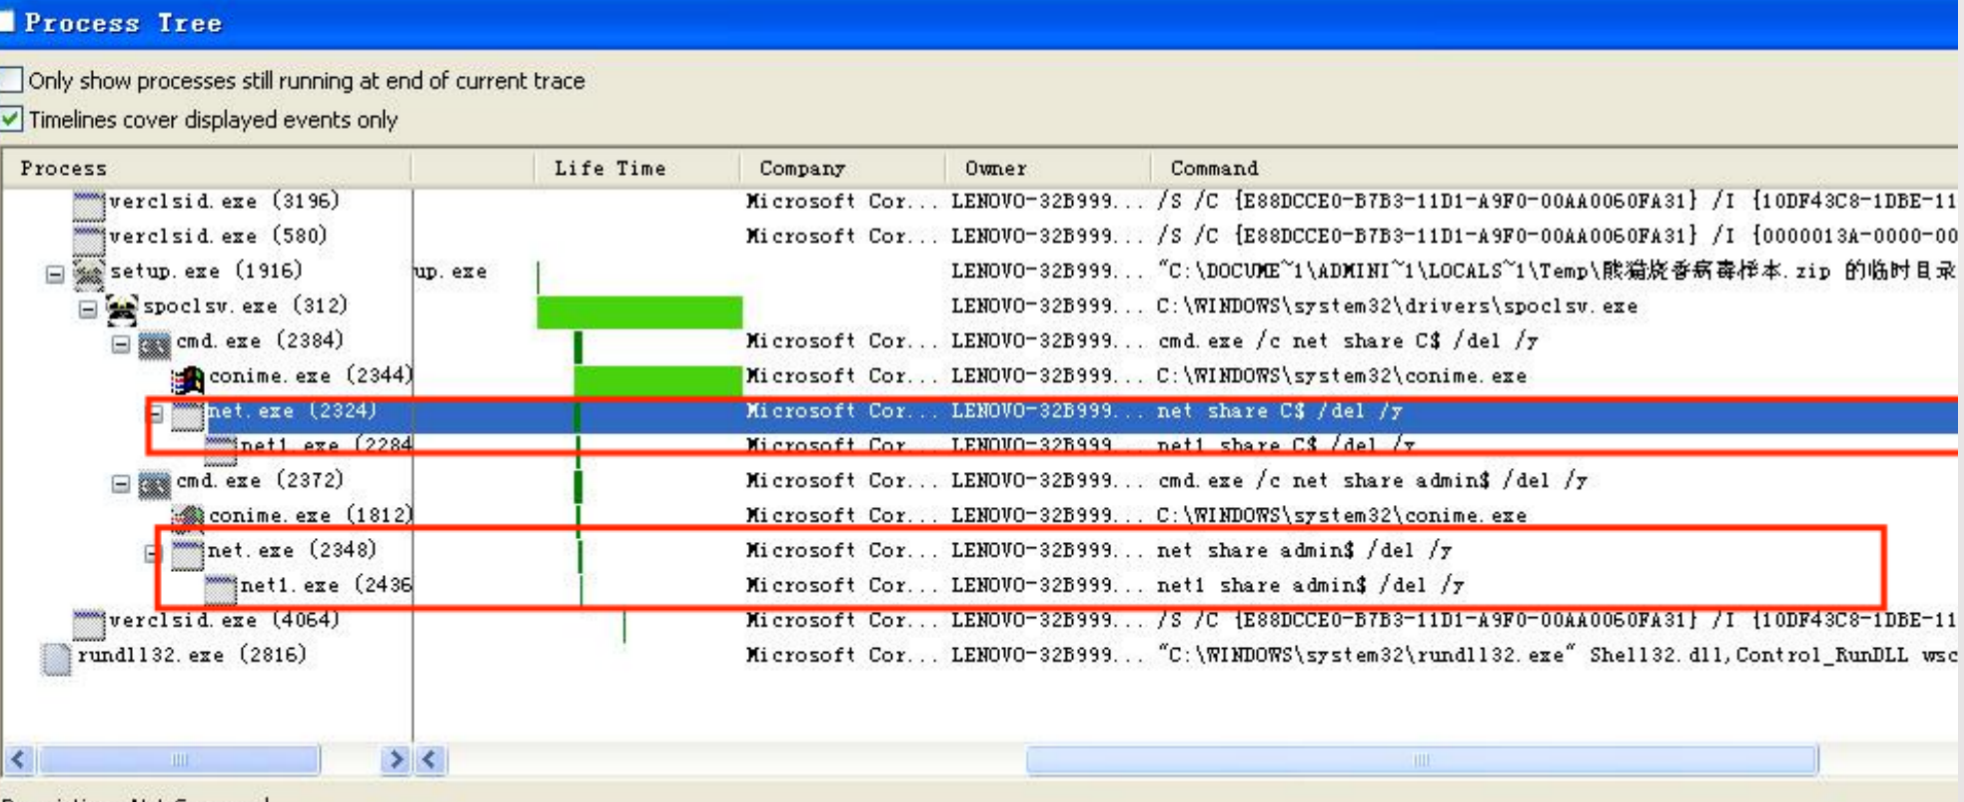 Process Tree
Only show processes still running at end of current trace
Timelines cover displayed events only
Process Life Time Company Owner Command
verclsid.exe (3196) Microsoft Cor... LENOVO-32B999... /S /C {E88DCCE0-B7B3-11D1-A9F0-00AA0060FA31} /I {10DF43C8-1DBE-11
verclsid.exe (580) Microsoft Cor... LENOVO-32B999... /S /C {E88DCCE0-B7B3-11D1-A9F0-00AA0060FA31} /I {0000013A-0000-00
setup.exe (1916) up.exe LENOVO-32B999... "C:\DOCUME~1\ADMINI~1\LOCALS~1\Temp\熊猫烧香病毒样本.zip 的临时目录
spoclsv.exe (312) LENOVO-32B999... C:\WINDOWS\system32\drivers\spoclsv.exe
cmd.exe (2384) Microsoft Cor... LENOVO-32B999... cmd.exe /c net share C$ /del /y
conime.exe (2344) Microsoft Cor... LENOVO-32B999... C:\WINDOWS\system32\conime.exe
net.exe (2324) Microsoft Cor... LENOVO-32B999... net share C$ /del /y
net1.exe (2284 Microsoft Cor... LENOVO-32B999... net1 share C$ /del /y
cmd.exe (2372) Microsoft Cor... LENOVO-32B999... cmd.exe /c net share admin$ /del /y
conime.exe (1812) Microsoft Cor... LENOVO-32B999... C:\WINDOWS\system32\conime.exe
net.exe (2348) Microsoft Cor... LENOVO-32B999... net share admin$ /del /y
net1.exe (2436 Microsoft Cor... LENOVO-32B999... net1 share admin$ /del /y
verclsid.exe (4064) Microsoft Cor... LENOVO-32B999... /S /C {E88DCCE0-B7B3-11D1-A9F0-00AA0060FA31} /I {10DF43C8-1DBE-11
rundll32.exe (2816) Microsoft Cor... LENOVO-32B999... "C:\WINDOWS\system32\rundll32.exe" Shell32.dll,Control_RunDLL wsc